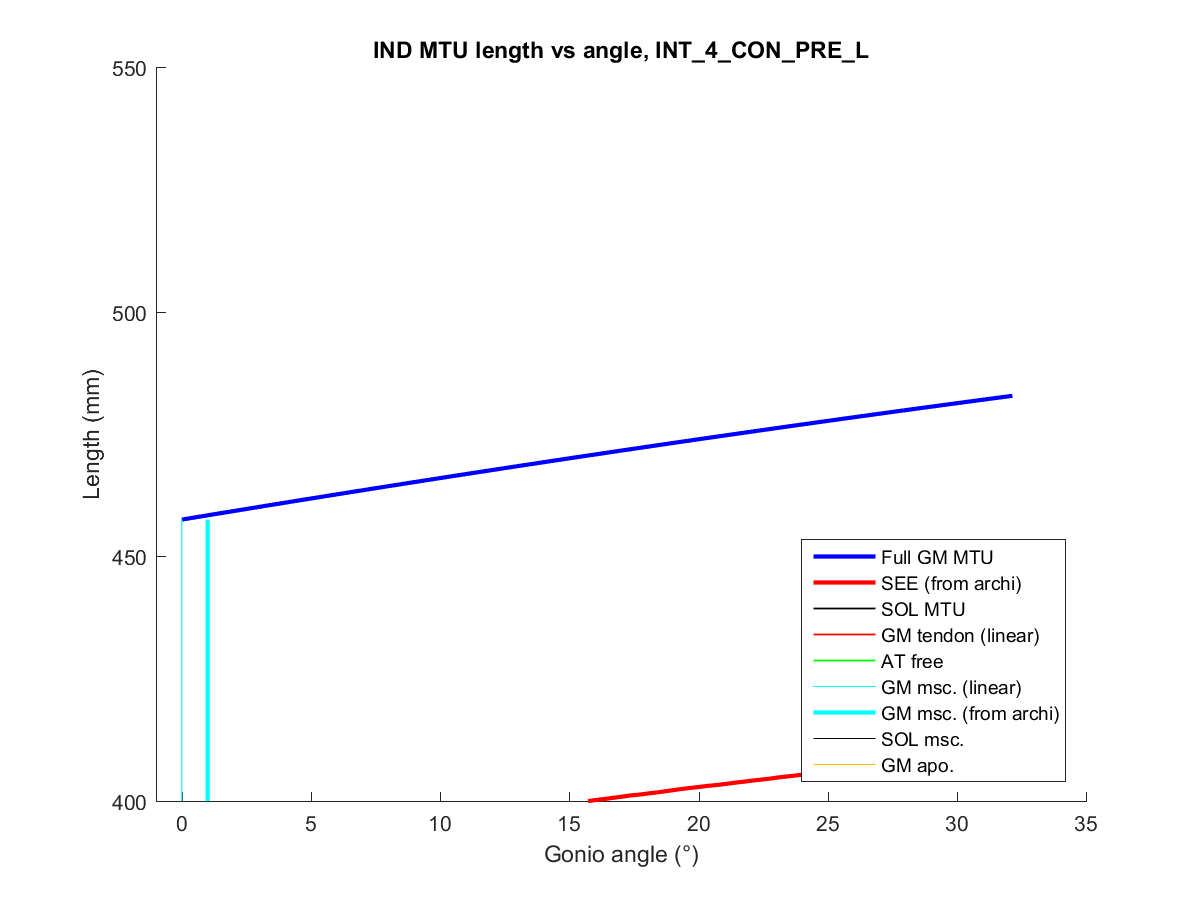 IND MTU length vs angle, INT_4_CON_PRE_L
550
500
450
400
Length (mm)
0
5
10
15
20
25
30
35
Gonio angle (°)
Full GM MTU
SEE (from archi)
SOL MTU
GM tendon (linear)
AT free
GM msc. (linear)
GM msc. (from archi)
SOL msc.
GM apo.